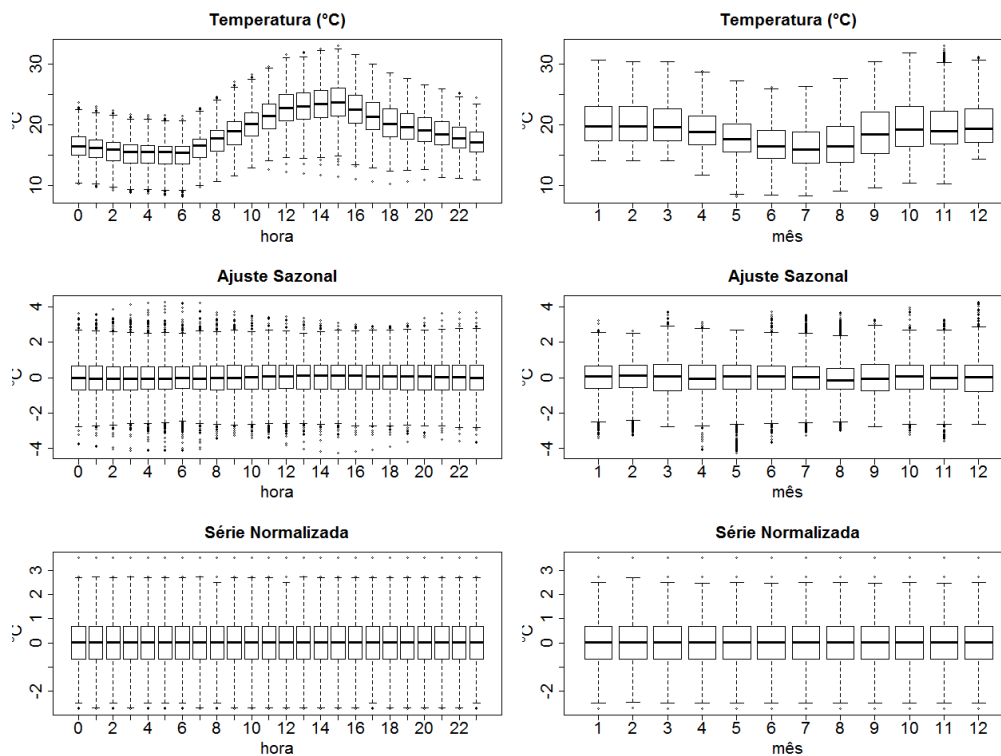 Temperatura (°C)
°C
30
20
10
0 2 4 6 8 10 12 14 16 18 20 22
hora
Temperatura (°C)
°C
30
20
10
1 2 3 4 5 6 7 8 9 10 11 12
mês
Ajuste Sazonal
°C
4
2
0
-2
-4
0 2 4 6 8 10 12 14 16 18 20 22
hora
Ajuste Sazonal
°C
4
2
0
-2
-4
1 2 3 4 5 6 7 8 9 10 11 12
mês
Série Normalizada
°C
3
2
1
0
-2
0 2 4 6 8 10 12 14 16 18 20 22
hora
Série Normalizada
°C
3
2
1
0
-2
1 2 3 4 5 6 7 8 9 10 11 12
mês